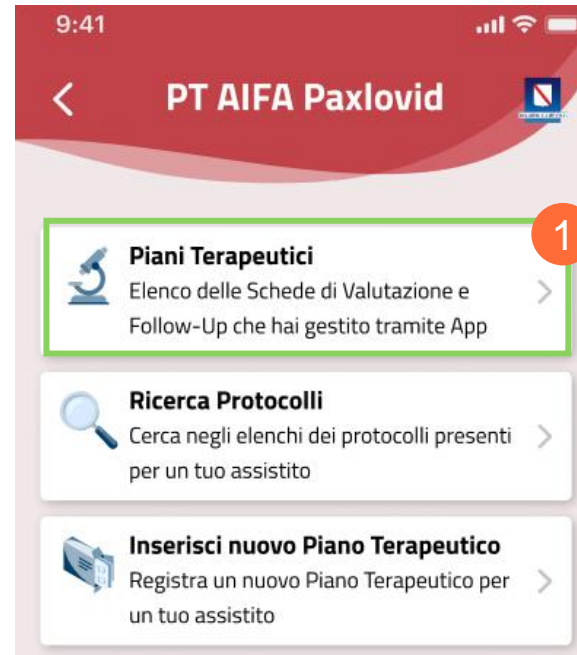 9:41
PT AIFA Paxlovid
1
Piani Terapeutici
Elenco delle Schede di Valutazione e
Follow-Up che hai gestito tramite App
Ricerca Protocolli
Cerca negli elenchi dei protocolli presenti
per un tuo assistito
Inserisci nuovo Piano Terapeutico
Registra un nuovo Piano Terapeutico per
un tuo assistito